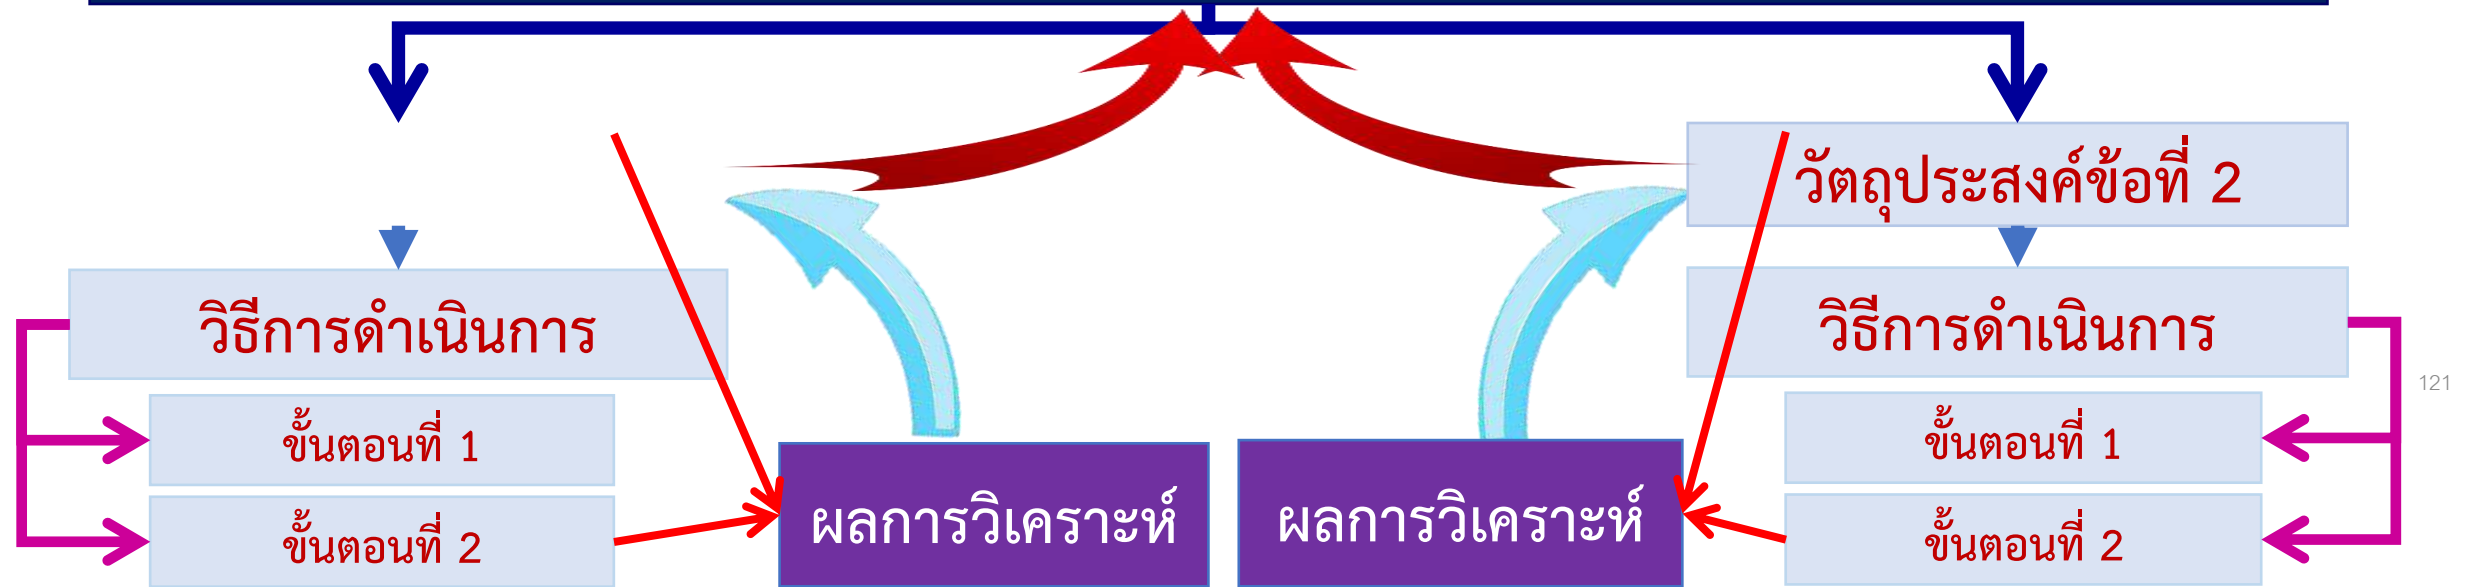 วัตถุประสงค์ข้อที่ 2
วิธีการดำเนินการ
วิธีการดำเนินการ
121
ขั้นตอนที่ 1
ขั้นตอนที่ 1
ผลการวิเคราะห์
ผลการวิเคราะห์
ขั้นตอนที่ 2
ขั้นตอนที่ 2